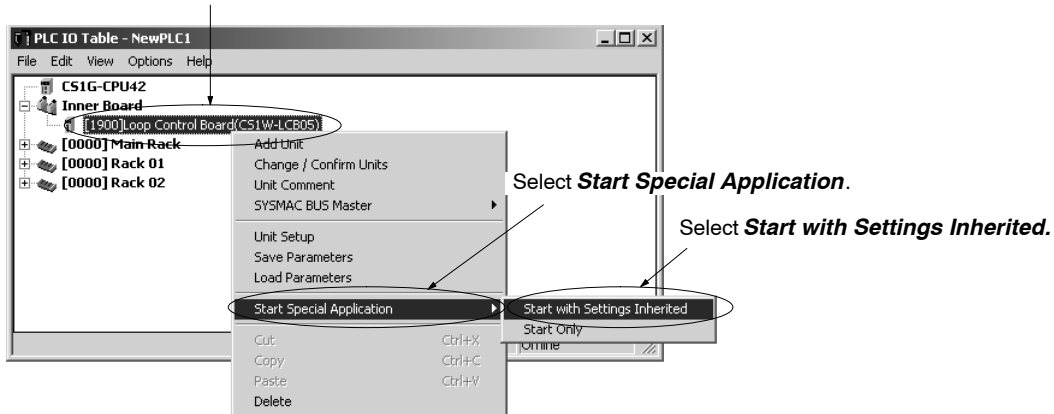 PLC IO Table - NewPLC1
File Edit View Options Help
CS1G-CPU42
Inner Board
[1900]Loop Control Board(CS1W-LCB05)
[0000] Main Rack
[0000] Rack 01
[0000] Rack 02
Add Unit
Change / Confirm Units
Unit Comment
SYSMAC BUS Master
Unit Setup
Save Parameters
Load Parameters
Start Special Application
Cut Ctrl+X
Copy Ctrl+C
Paste Ctrl+V
Delete
Select Start Special Application.
Select Start with Settings Inherited.
Start with Settings Inherited
Start Only
Offline